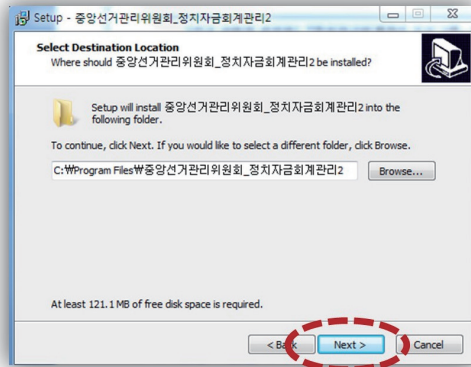 Setup - 중앙선거관리위원회_정치자금회계관리2
Select Destination Location
Where should 중앙선거관리위원회_정치자금회계관리2 be installed?
Setup will install 중앙선거관리위원회_정치자금회계관리2 into the
following folder.
To continue, click Next. If you would like to select a different folder, click Browse.
C:₩Program Files₩중앙선거관리위원회_정치자금회계관리2
Browse...
At least 121.1 MB of free disk space is required.
< Back
Next >
Cancel